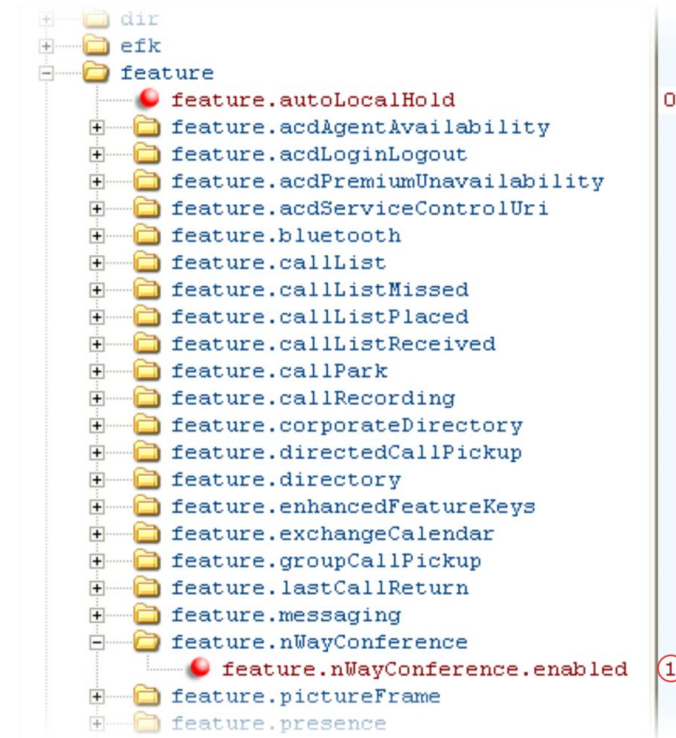 dir
efk
feature
feature.autoLocalHold 0
feature.acdAgentAvailability
feature.acdLoginLogout
feature.acdPremiumUnavailability
feature.acdServiceControlUri
feature.bluetooth
feature.callList
feature.callListMissed
feature.callListPlaced
feature.callListReceived
feature.callPark
feature.callRecording
feature.corporateDirectory
feature.directedCallPickup
feature.directory
feature.enhancedFeatureKeys
feature.exchangeCalendar
feature.groupCallPickup
feature.lastCallReturn
feature.messaging
feature.nWayConference
feature.nWayConference.enabled 1
feature.pictureFrame
feature.presence